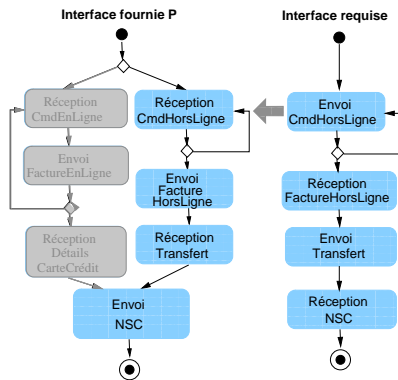 Interface fournie P
Interface requise
Réception
CmdEnLigne
Envoi
FactureEnLigne
Réception
Détails
CarteCrédit
Réception
CmdHorsLigne
Envoi
Facture
HorsLigne
Réception
Transfert
Envoi
NSC
Envoi
CmdHorsLigne
Réception
FactureHorsLigne
Envoi
Transfert
Réception
NSC